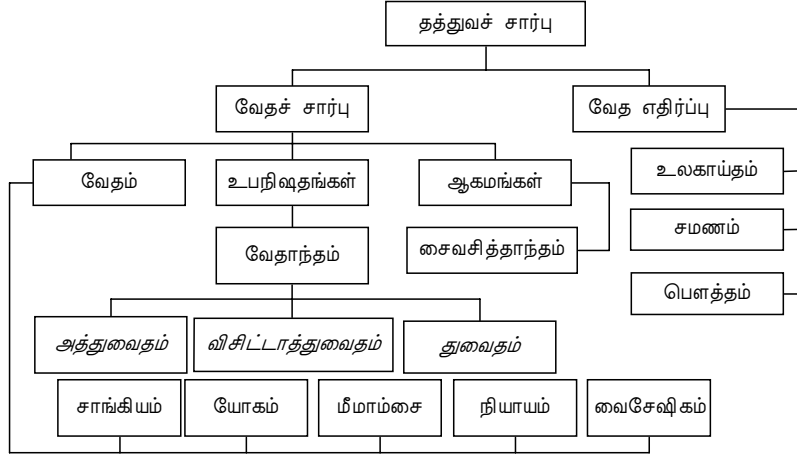 தத்துவச் சார்பு
வேதச் சார்பு
வேத எதிர்ப்பு
வேதம்
உபநிஷதங்கள்
ஆகமங்கள்
உலகாய்தம்
சமணம்
வேதாந்தம்
சைவசித்தாந்தம்
பௌத்தம்
அத்துவைதம்
விசிட்டாத்துவைதம்
துவைதம்
சாங்கியம்
யோகம்
மீமாம்சை
நியாயம்
வைசேஷிகம்